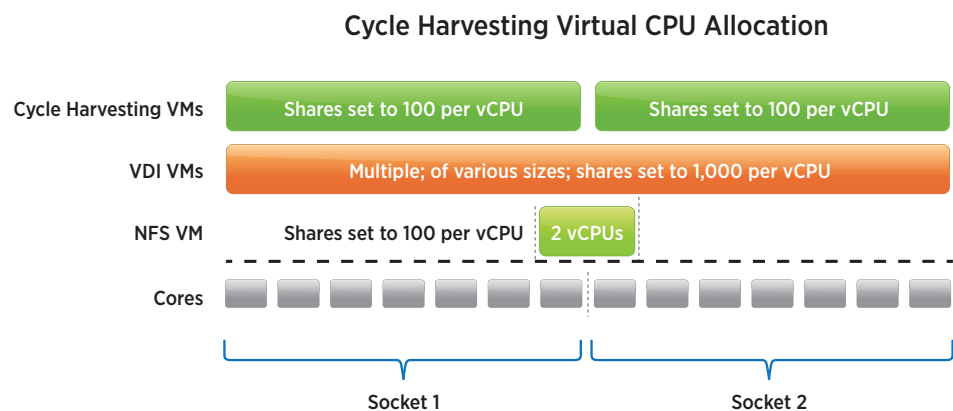 Cycle Harvesting Virtual CPU Allocation
Cycle Harvesting VMs
Shares set to 100 per vCPU
Shares set to 100 per vCPU
VDI VMs
Multiple; of various sizes; shares set to 1,000 per vCPU
NFS VM
Shares set to 100 per vCPU
2 vCPUs
Cores
Socket 1
Socket 2